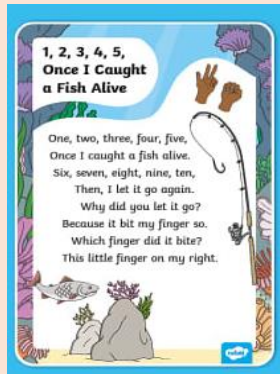 1, 2, 3, 4, 5,
Once I Caught
a Fish Alive
One, two, three, four, five,
Once I caught a fish alive.
Six, seven, eight, nine, ten,
Then, I let it go again.
Why did you let it go?
Because it bit my finger so.
Which finger did it bite?
This little finger on my right.
twinkl